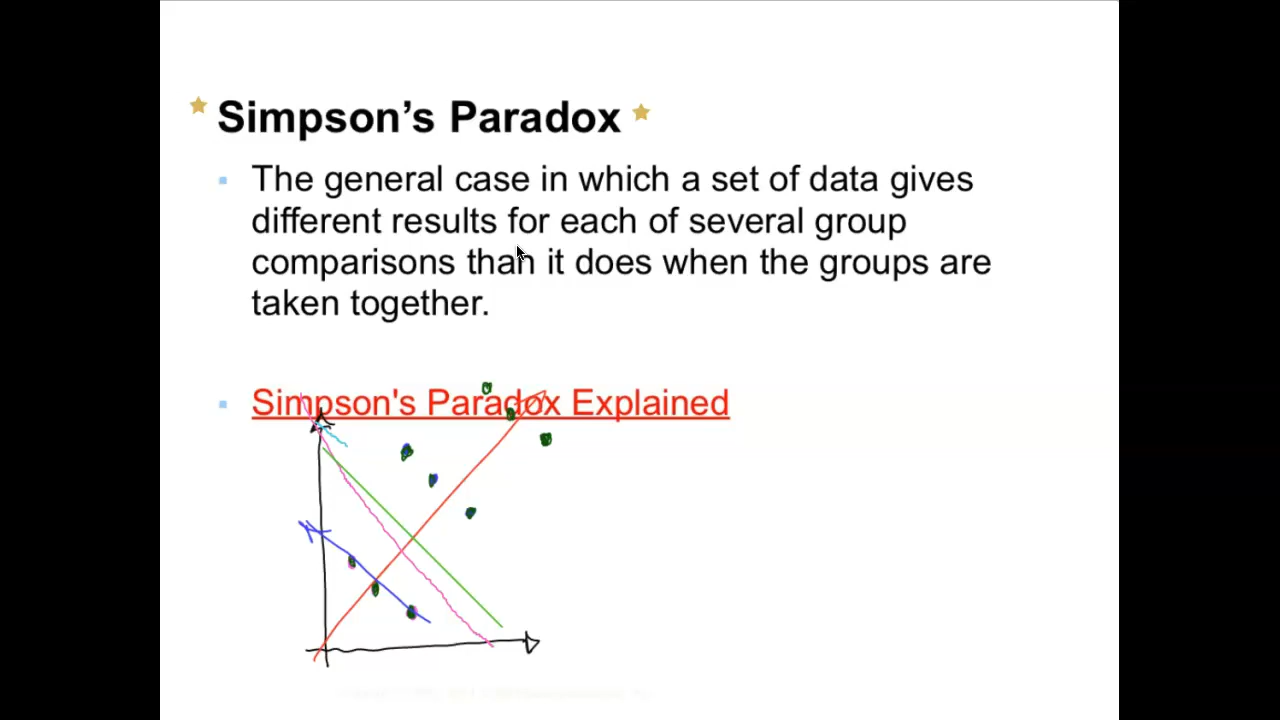 Simpson’s Paradox
The general case in which a set of data gives
different results for each of several group
comparisons than it does when the groups are
taken together.
Simpson's Paradox Explained